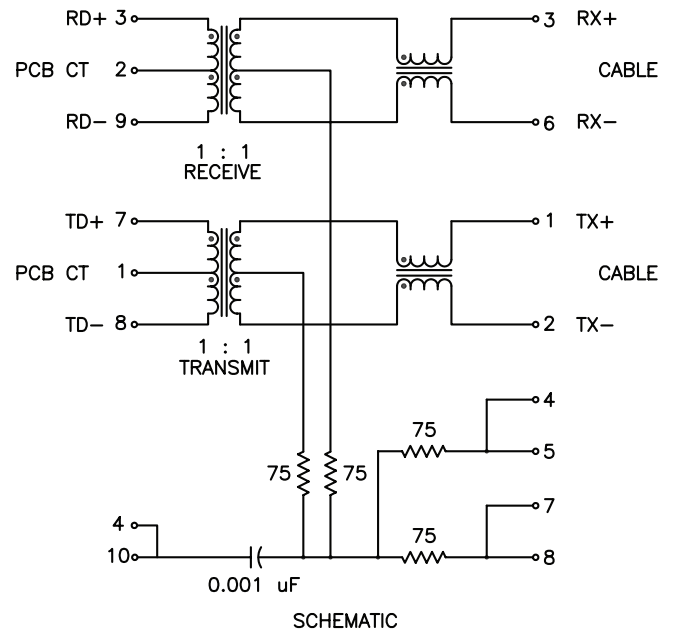 RD+ 3 3 RX+
PCB CT 2 CABLE
RD- 9 6 RX-
1 : 1
RECEIVE
TD+ 7 1 TX+
PCB CT 1 CABLE
TD- 8 2 TX-
1 : 1
TRANSMIT
4
75
5
75 75
7
4
75
10 8
0.001 uF
SCHEMATIC